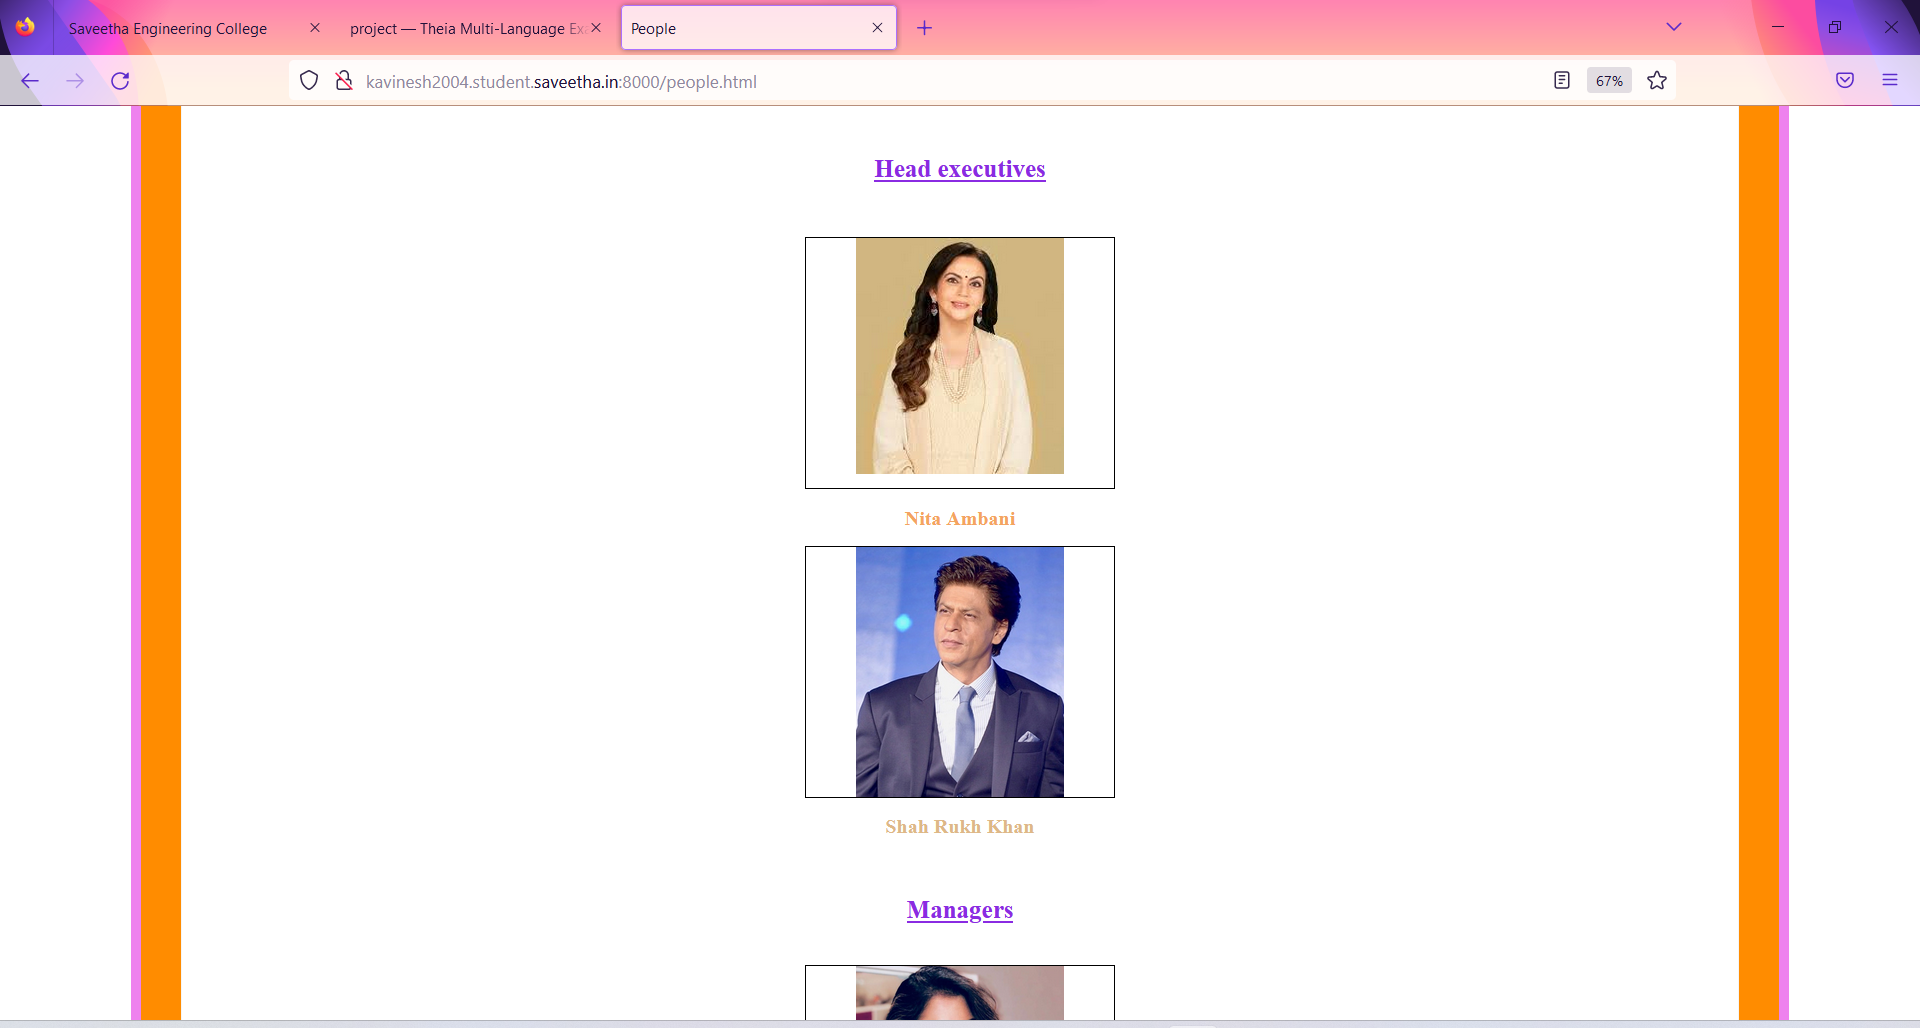 Saveetha Engineering College
project — Theia Multi-Language Ex
People
kavinesh2004.student.saveetha.in:8000/people.html
67%
Head executives
Nita Ambani
Shah Rukh Khan
Managers